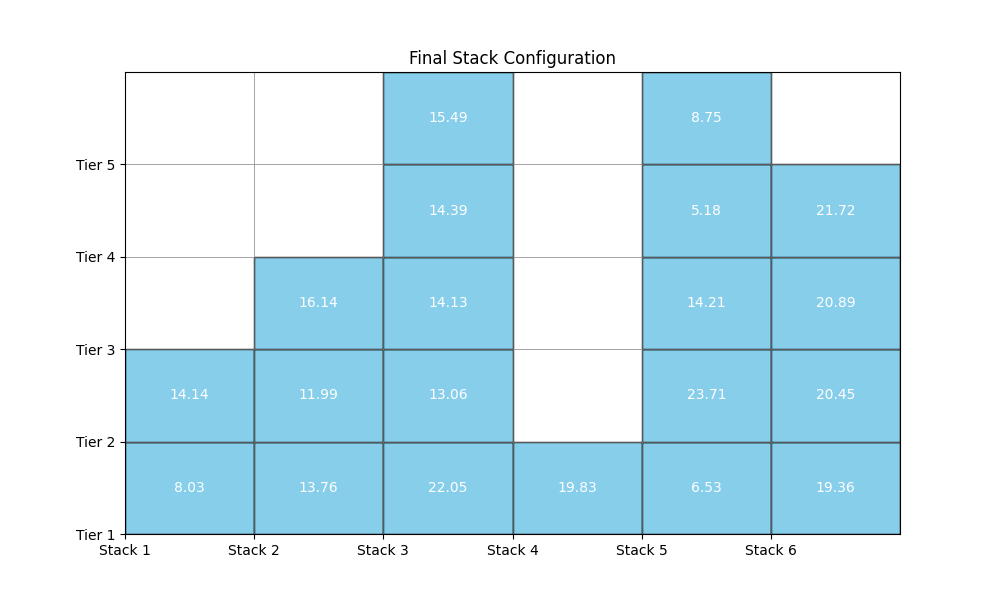 Final Stack Configuration
15.49 8.75
Tier 5
14.39 5.18 21.72
Tier 4
16.14 14.13 14.21 20.89
Tier 3
14.14 11.99 13.06 23.71 20.45
Tier 2
8.03 13.76 22.05 19.83 6.53 19.36
Tier 1
Stack 1 Stack 2 Stack 3 Stack 4 Stack 5 Stack 6